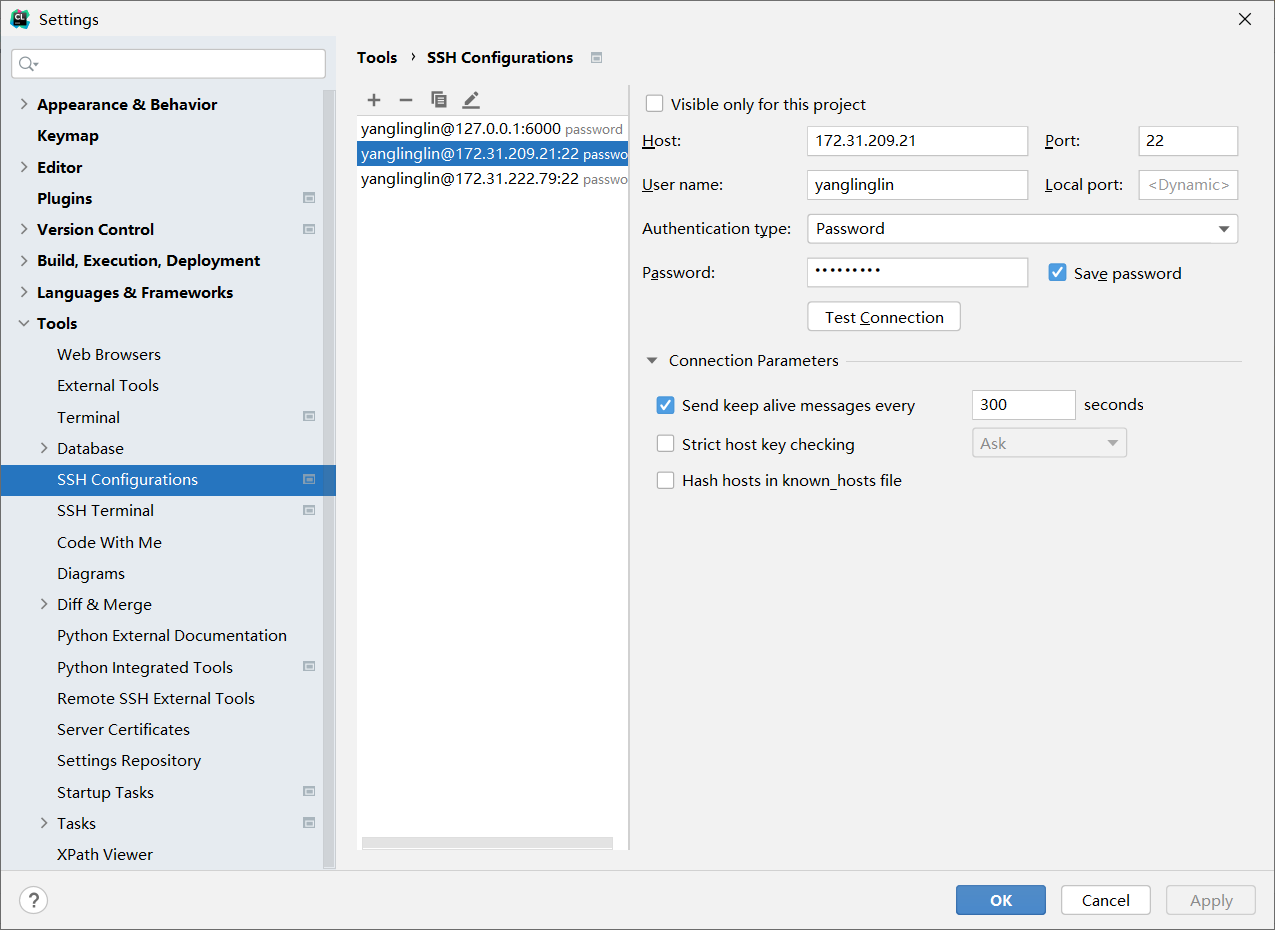 CL
Settings
Appearance & Behavior
Keymap
Editor
Plugins
Version Control
Build, Execution, Deployment
Languages & Frameworks
Tools
Web Browsers
External Tools
Terminal
Database
SSH Configurations
SSH Terminal
Code With Me
Diagrams
Diff & Merge
Python External Documentation
Python Integrated Tools
Remote SSH External Tools
Server Certificates
Settings Repository
Startup Tasks
Tasks
XPath Viewer
Tools › SSH Configurations
yanglinglin@127.0.0.1:6000 password
yanglinglin@172.31.209.21:22 passwo
yanglinglin@172.31.222.79:22 passwo
Visible only for this project
Host: 172.31.209.21 Port: 22
User name: yanglinglin Local port: <Dynamic>
Authentication type: Password
Password: ••••••••• Save password
Test Connection
Connection Parameters
Send keep alive messages every 300 seconds
Strict host key checking Ask
Hash hosts in known_hosts file
? OK Cancel Apply